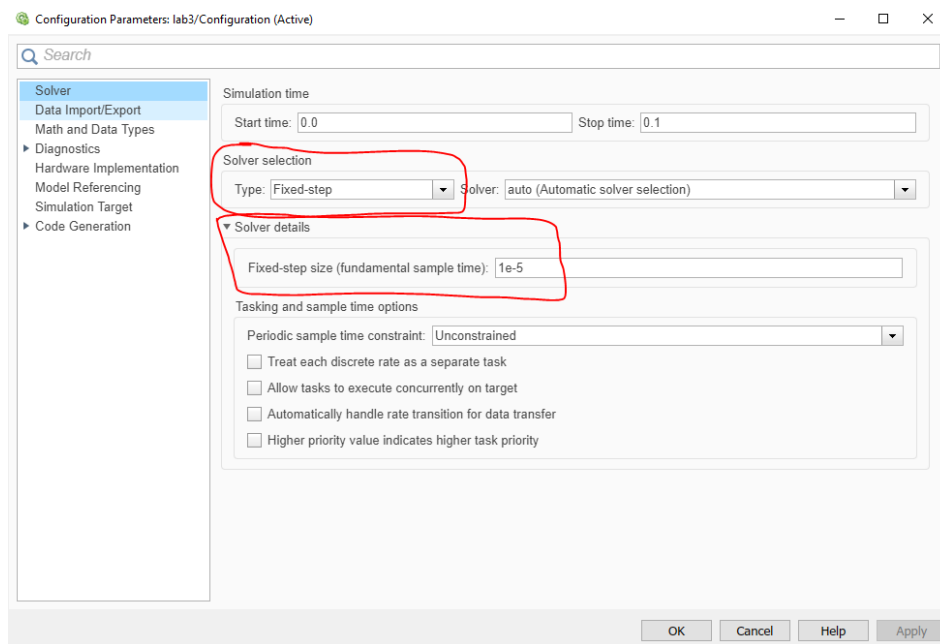 Configuration Parameters: lab3/Configuration (Active)
Search
Solver
Data Import/Export
Math and Data Types
Diagnostics
Hardware Implementation
Model Referencing
Simulation Target
Code Generation
Simulation time
Start time: 0.0 Stop time: 0.1
Solver selection
Type: Fixed-step Solver: auto (Automatic solver selection)
Solver details
Fixed-step size (fundamental sample time): 1e-5
Tasking and sample time options
Periodic sample time constraint: Unconstrained
Treat each discrete rate as a separate task
Allow tasks to execute concurrently on target
Automatically handle rate transition for data transfer
Higher priority value indicates higher task priority
OK Cancel Help Apply